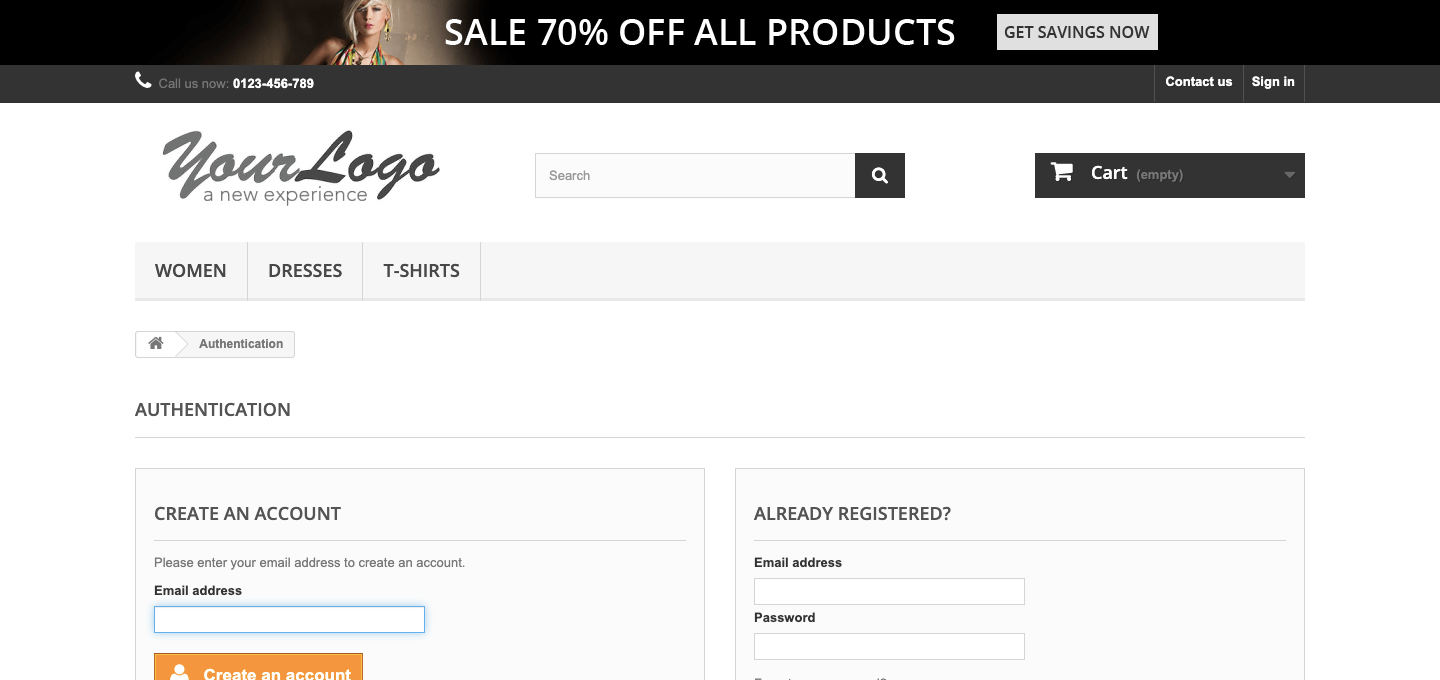 SALE 70% OFF ALL PRODUCTS GET SAVINGS NOW
Call us now: 0123-456-789 Contact us Sign in
YourLogo
a new experience
Search
Cart (empty)
WOMEN DRESSES T-SHIRTS
Authentication
AUTHENTICATION
CREATE AN ACCOUNT
Please enter your email address to create an account.
Email address
Create an account
ALREADY REGISTERED?
Email address
Password